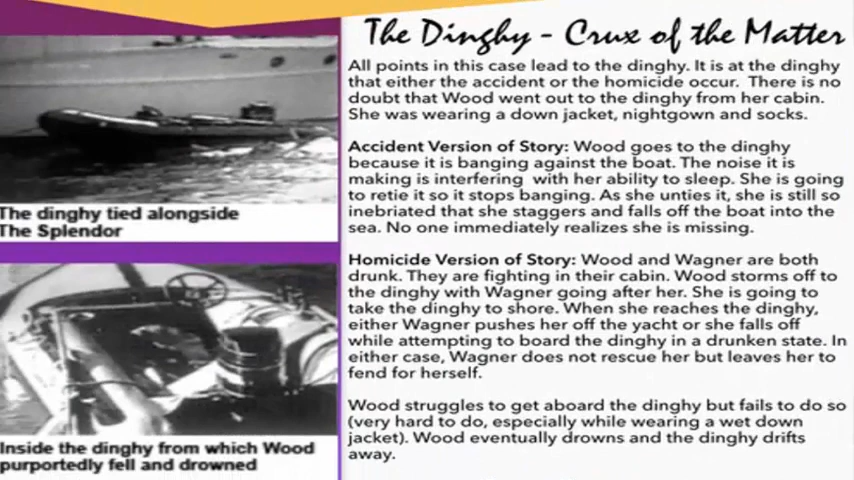 The Dinghy - Crux of the Matter
All points in this case lead to the dinghy. It is at the dinghy
that either the accident or the homicide occur. There is no
doubt that Wood went out to the dinghy from her cabin.
She was wearing a down jacket, nightgown and socks.
Accident Version of Story: Wood goes to the dinghy
because it is banging against the boat. The noise it is
making is interfering with her ability to sleep. She is going
to retie it so it stops banging. As she unties it, she is still so
inebriated that she staggers and falls off the boat into the
sea. No one immediately realizes she is missing.
Homicide Version of Story: Wood and Wagner are both
drunk. They are fighting in their cabin. Wood storms off to
the dinghy with Wagner going after her. She is going to
take the dinghy to shore. When she reaches the dinghy,
either Wagner pushes her off the yacht or she falls off
while attempting to board the dinghy in a drunken state. In
either case, Wagner does not rescue her but leaves her to
fend for herself.
Wood struggles to get aboard the dinghy but fails to do so
(very hard to do, especially while wearing a wet down
jacket). Wood eventually drowns and the dinghy drifts
away.
The dinghy tied alongside
The Splendor
Inside the dinghy from which Wood
purportedly fell and drowned